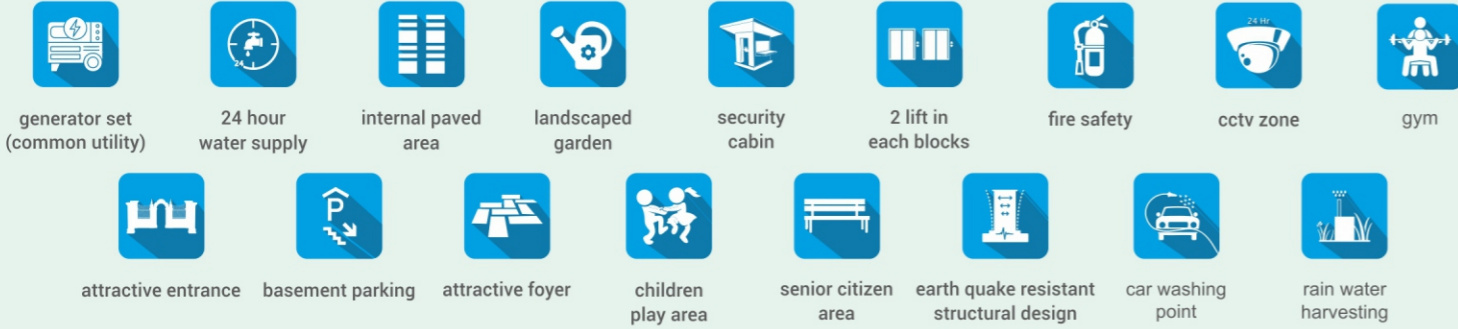 24
24 Hr
generator set
(common utility)
24 hour
water supply
internal paved
area
landscaped
garden
security
cabin
2 lift in
each blocks
fire safety
cctv zone
gym
P
attractive entrance
basement parking
attractive foyer
children
play area
senior citizen
area
earth quake resistant
structural design
car washing
point
rain water
harvesting